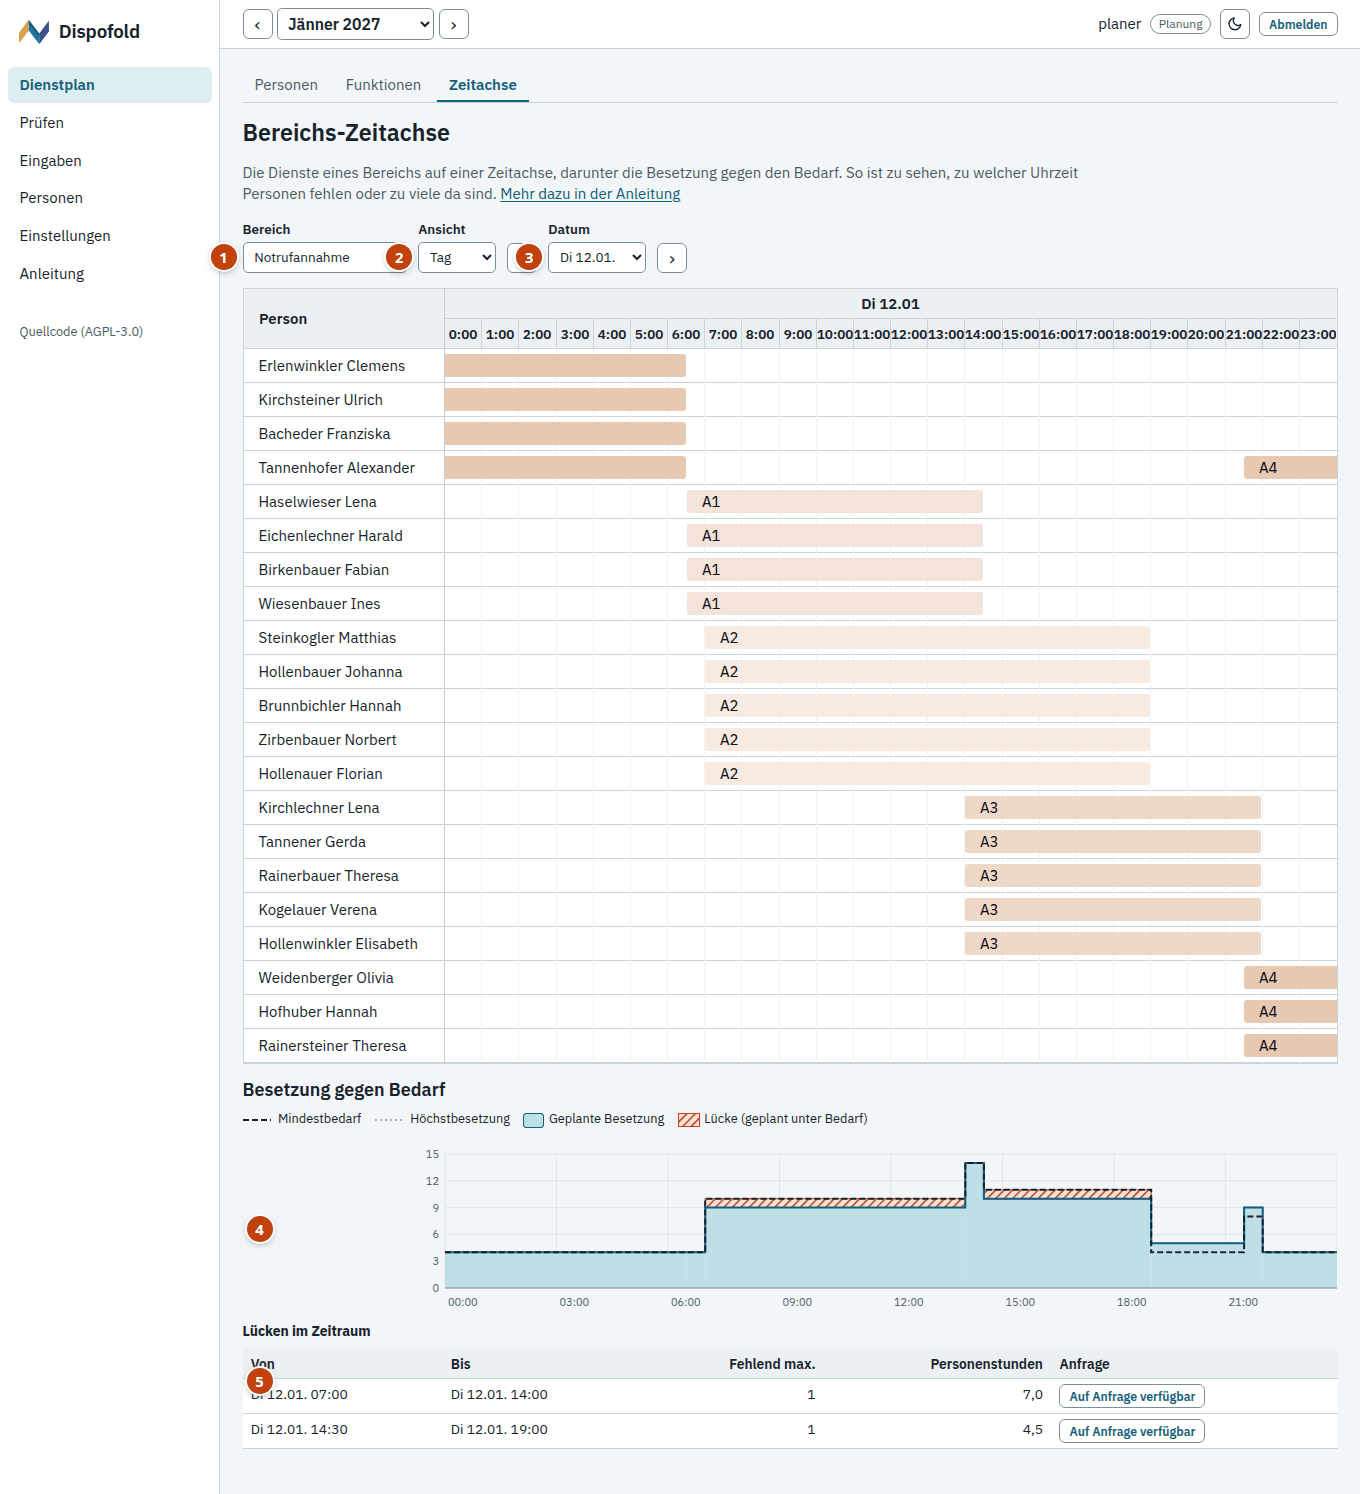 Dispofold
‹ Jänner 2027 ›
planer Planung Abmelden
Dienstplan
Prüfen
Eingaben
Personen
Einstellungen
Anleitung
Quellcode (AGPL-3.0)
Personen Funktionen Zeitachse
Bereichs-Zeitachse
Die Dienste eines Bereichs auf einer Zeitachse, darunter die Besetzung gegen den Bedarf. So ist zu sehen, zu welcher Uhrzeit
Personen fehlen oder zu viele da sind. Mehr dazu in der Anleitung
Bereich Ansicht Datum
1 Notrufannahme 2 Tag 3 Di 12.01. ›
Person Di 12.01
0:00 1:00 2:00 3:00 4:00 5:00 6:00 7:00 8:00 9:00 10:00 11:00 12:00 13:00 14:00 15:00 16:00 17:00 18:00 19:00 20:00 21:00 22:00 23:00
Erlenwinkler Clemens
Kirchsteiner Ulrich
Bacheder Franziska
Tannenhofer Alexander A4
Haselwieser Lena A1
Eichenlechner Harald A1
Birkenbauer Fabian A1
Wiesenbauer Ines A1
Steinkogler Matthias A2
Hollenbauer Johanna A2
Brunnbichler Hannah A2
Zirbenbauer Norbert A2
Hollenauer Florian A2
Kirchlechner Lena A3
Tannener Gerda A3
Rainerbauer Theresa A3
Kogelauer Verena A3
Hollenwinkler Elisabeth A3
Weidenberger Olivia A4
Hofhuber Hannah A4
Rainersteiner Theresa A4
Besetzung gegen Bedarf
Mindestbedarf Höchstbesetzung Geplante Besetzung Lücke (geplant unter Bedarf)
15
12
9
4
6
3
0
00:00 03:00 06:00 09:00 12:00 15:00 18:00 21:00
Lücken im Zeitraum
Von Bis Fehlend max. Personenstunden Anfrage
5
Di 12.01. 07:00 Di 12.01. 14:00 1 7,0 Auf Anfrage verfügbar
Di 12.01. 14:30 Di 12.01. 19:00 1 4,5 Auf Anfrage verfügbar